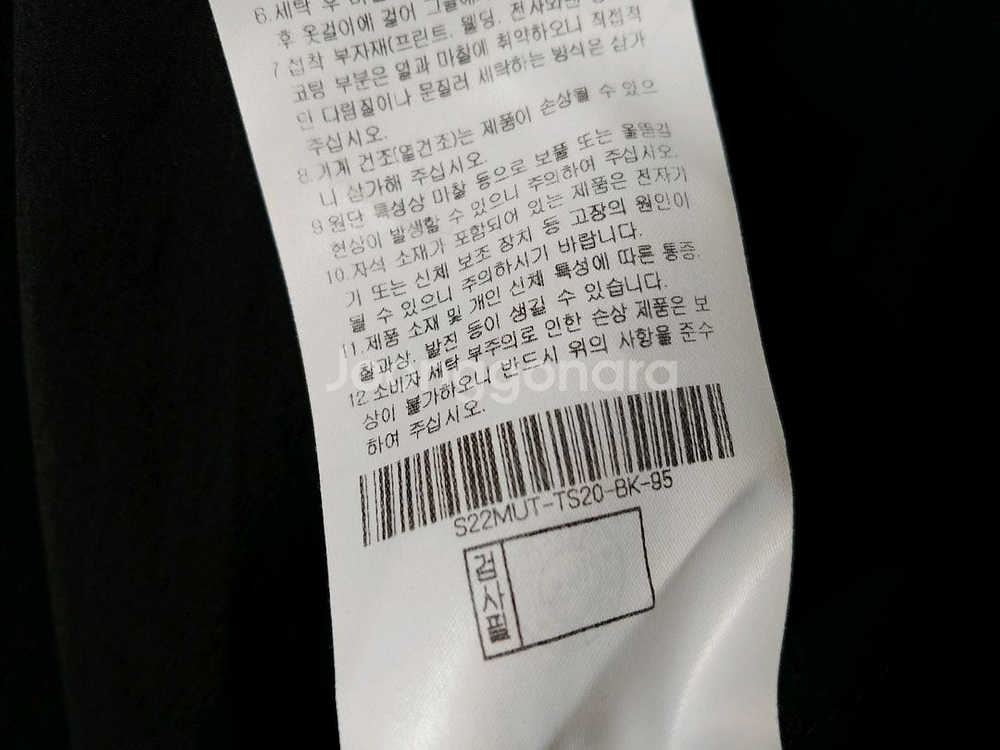 6.세탁 후
후 옷걸이에 걸어
7.접착 부자재(프린트. 웰딩. 전사와펜
코팅 부분은 열과 마찰에 취약하오니 직접적
인 다림질이나 문질러 세탁하는 방식은 삼가
주십시오.
8.기계 건조(열건조)는 제품이 손상될 수 있으
니 삼가해 주십시오.
9.원단 특성상 마찰 등으로 보풀 또는 올뜯김
현상이 발생할 수 있으니 주의하여 주십시오.
10.자석 소재가 포함되어 있는 제품은 전자기
기 또는 신체 보조 장치 등 고장의 원인이
될 수 있으니 주의하시기 바랍니다.
11.제품 소재 및 개인 신체 특성에 따른 통증.
찰과상. 발진 등이 생길 수 있습니다.
12.소비자 세탁 부주의로 인한 손상 제품은 보
상이 불가하오니 반드시 위의 사항을 준수
하여 주십시오.
Joonggonara
S22MUT-TS20-BK-95
검사필